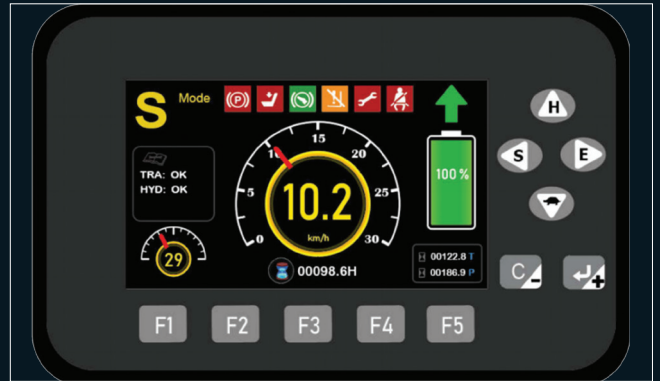 S Mode
P
TRA: OK
HYD: OK
0
5
10
15
20
25
30
10.2
km/h
29
00098.6H
100 %
00122.8 T
00186.9 P
H
S
E
C -
+
F1 F2 F3 F4 F5